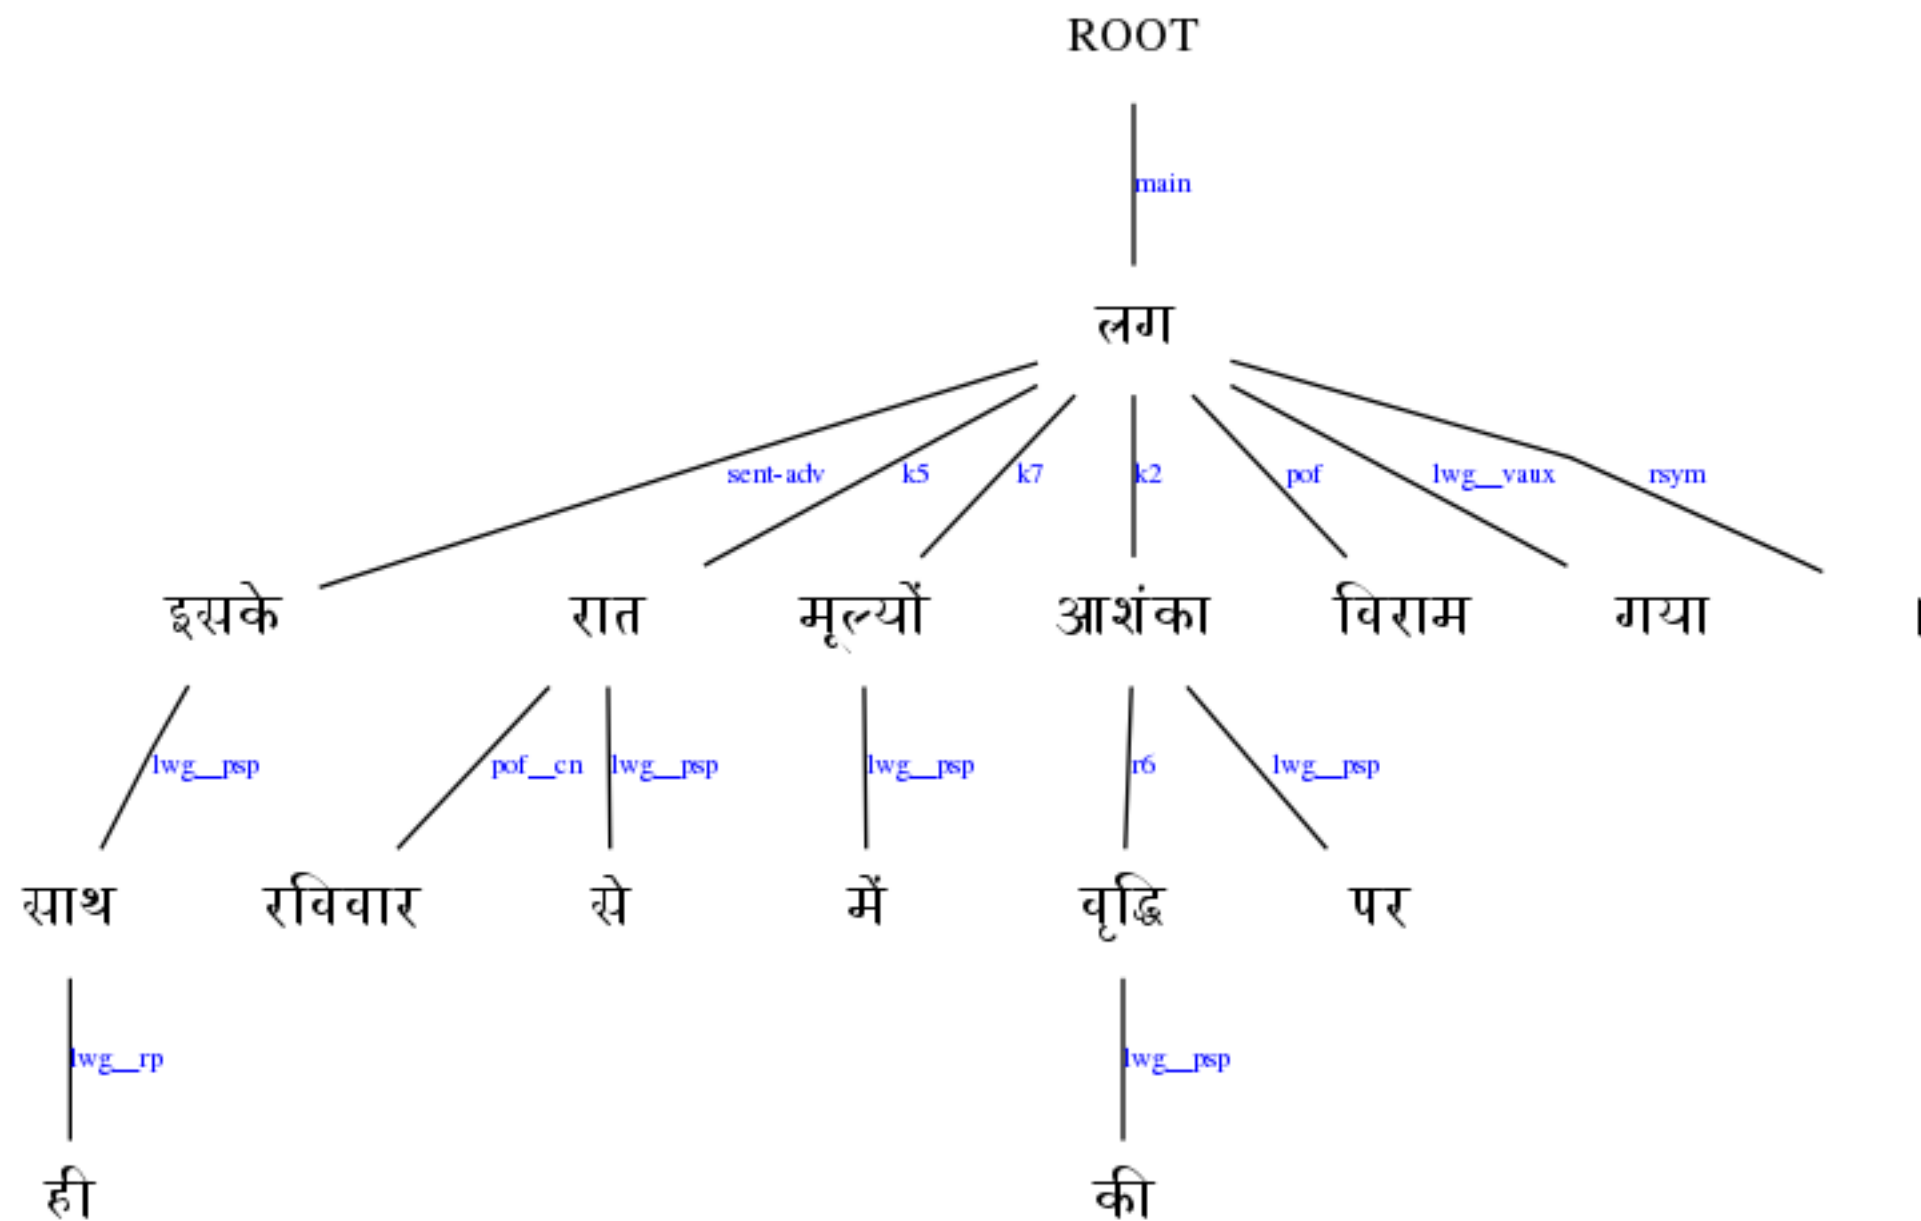 ROOT
main
लग
sent-adv k5 k7 k2 pof lwg__vaux rsym
इसके रात मूल्यों आशंका विराम गया ।
lwg__psp pof__cn lwg__psp lwg__psp r6 lwg__psp
साथ रविवार से में वृद्धि पर
lwg__rp lwg__psp
ही की